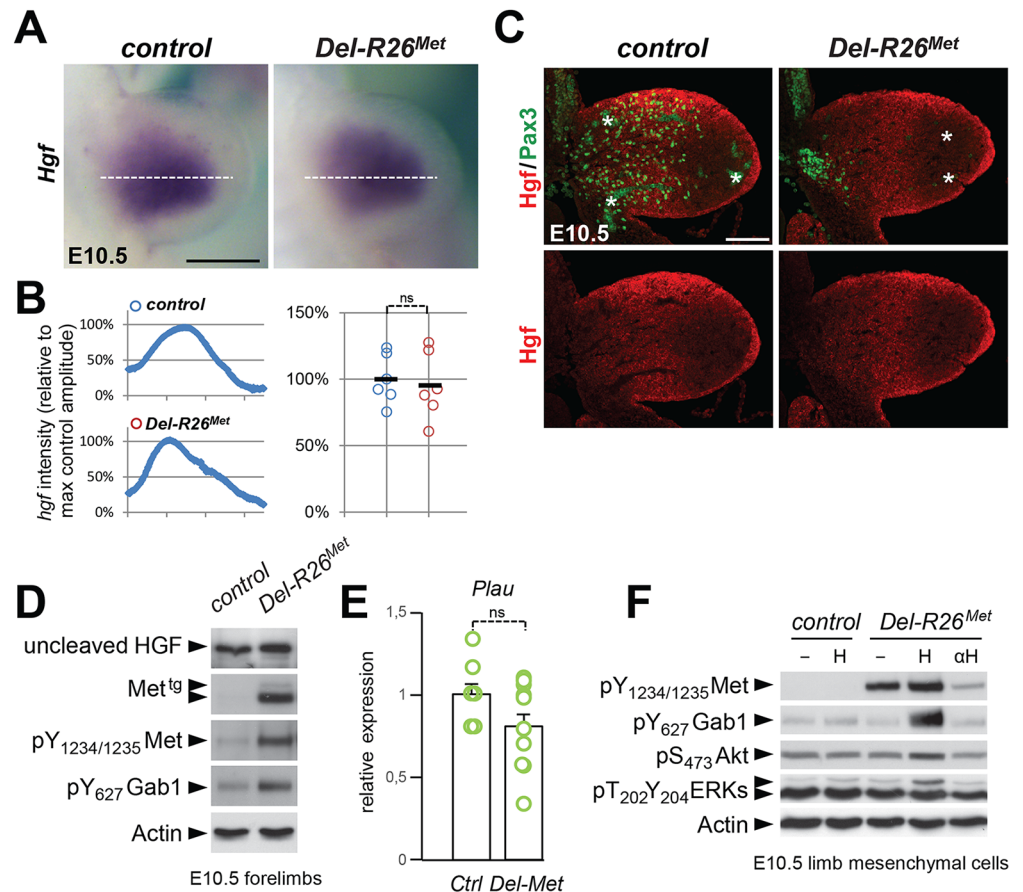 A
control
Del-R26Met
Hgf
E10.5
B
control
100%
50%
0%
Del-R26Met
100%
50%
0%
hgf intensity (relative to
max control amplitude)
ns
150%
100%
50%
0%
C
control
Del-R26Met
Hgf/Pax3
* * *
E10.5
* *
Hgf
D
control
Del-R26Met
uncleaved HGF
Mettg
pY1234/1235Met
pY627Gab1
Actin
E10.5 forelimbs
E
Plau
ns
relative expression
1,5
1
0,5
0
Ctrl Del-Met
F
control Del-R26Met
– H – H αH
pY1234/1235Met
pY627Gab1
pS473Akt
pT202Y204ERKs
Actin
E10.5 limb mesenchymal cells